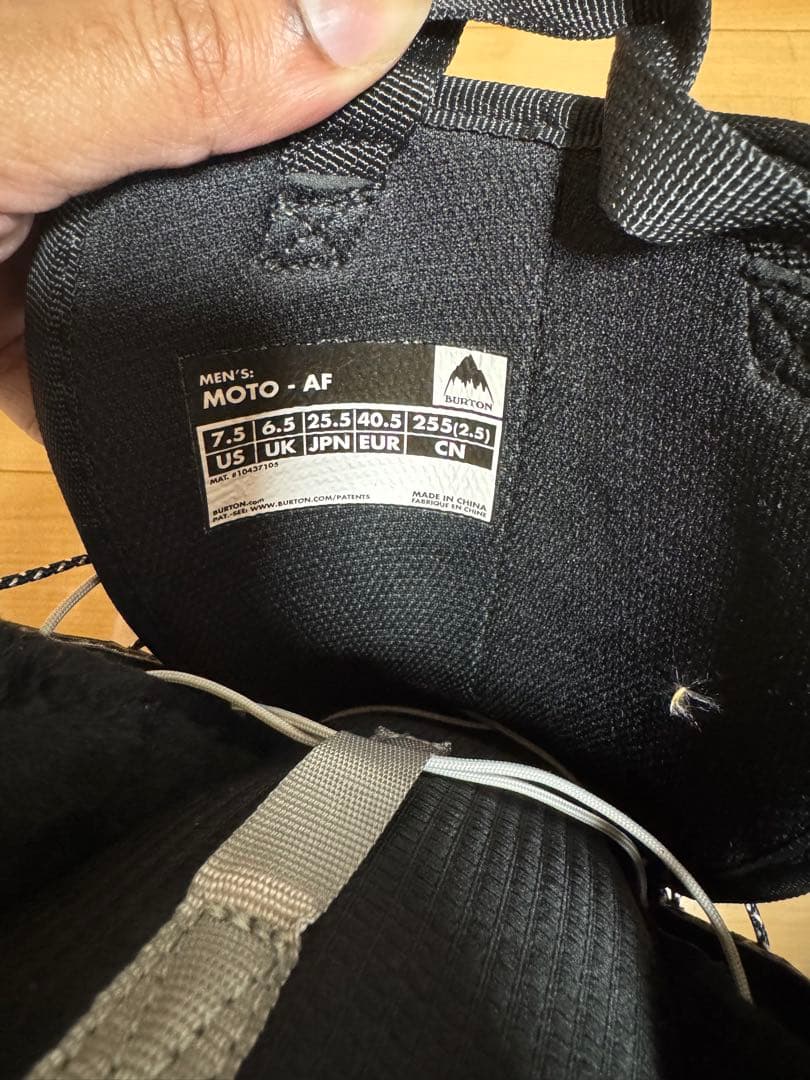 MEN'S:
MOTO - AF
BURTON
7.5 6.5 25.5 40.5 255(2.5)
US UK JPN EUR CN
MAT. #10437105
BURTON.com
PAT.-SEE: WWW.BURTON.COM/PATENTS
MADE IN CHINA
FABRIQUÉ EN CHINE